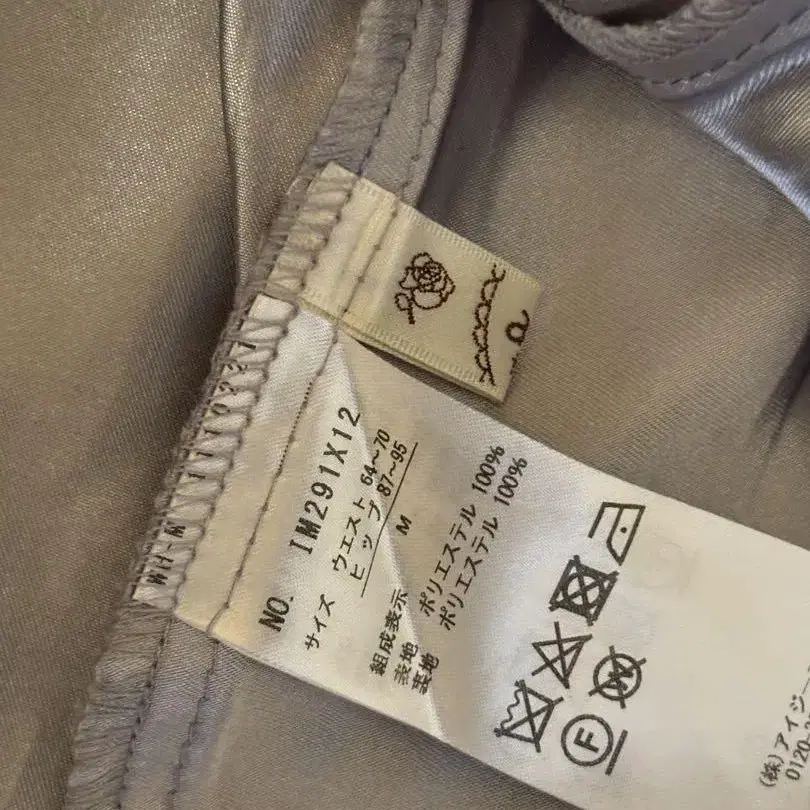 NO. IM291X12
サイズ ウエスト 64~70
ヒップ 87~95
M
組成表示
表地 ポリエステル 100%
裏地 ポリエステル 100%
W
F
(株)アイジー
0120-